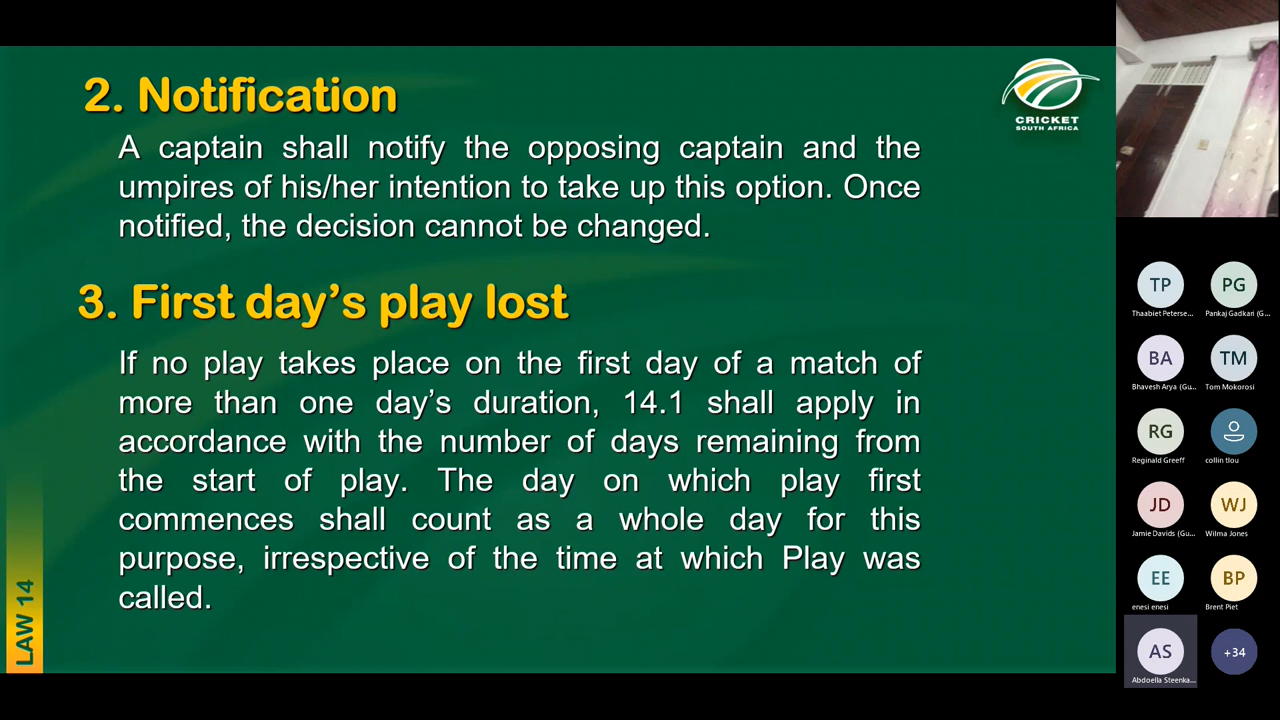 2. Notification
A captain shall notify the opposing captain and the
umpires of his/her intention to take up this option. Once
notified, the decision cannot be changed.
3. First day's play lost
If no play takes place on the first day of a match of
more than one day's duration, 14.1 shall apply in
accordance with the number of days remaining from
the start of play. The day on which play first
commences shall count as a whole day for this
purpose, irrespective of the time at which Play was
called.
LAW 14
CRICKET
SOUTH AFRICA
TP
Thaabiet Peterse...
PG
Pankaj Gadkari (G...
BA
Bhavesh Arya (Gu...
TM
Tom Mokorosi
RG
Reginald Greeff
collin tlou
JD
Jamie Davids (Gu...
WJ
Wilma Jones
EE
enesi enesi
BP
Brent Piet
AS
Abdoella Steenka...
+34